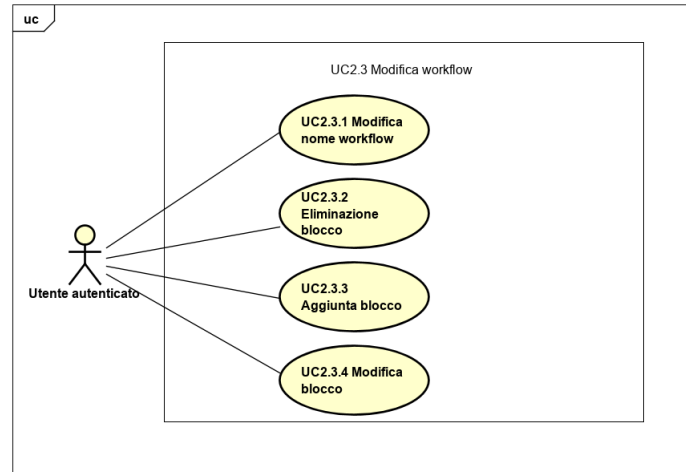 uc
UC2.3 Modifica workflow
UC2.3.1 Modifica
nome workflow
UC2.3.2
Eliminazione
blocco
Utente autenticato
UC2.3.3
Aggiunta blocco
UC2.3.4 Modifica
blocco